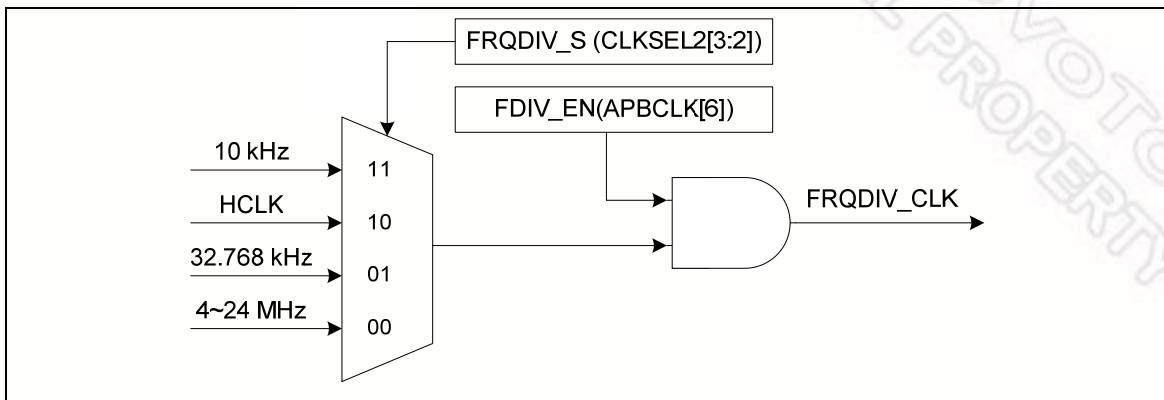 FRQDIV_S (CLKSEL2[3:2])
FDIV_EN(APBCLK[6])
10 kHz
11
HCLK
10
32.768 kHz
01
4~24 MHz
00
FRQDIV_CLK
PROPERTY